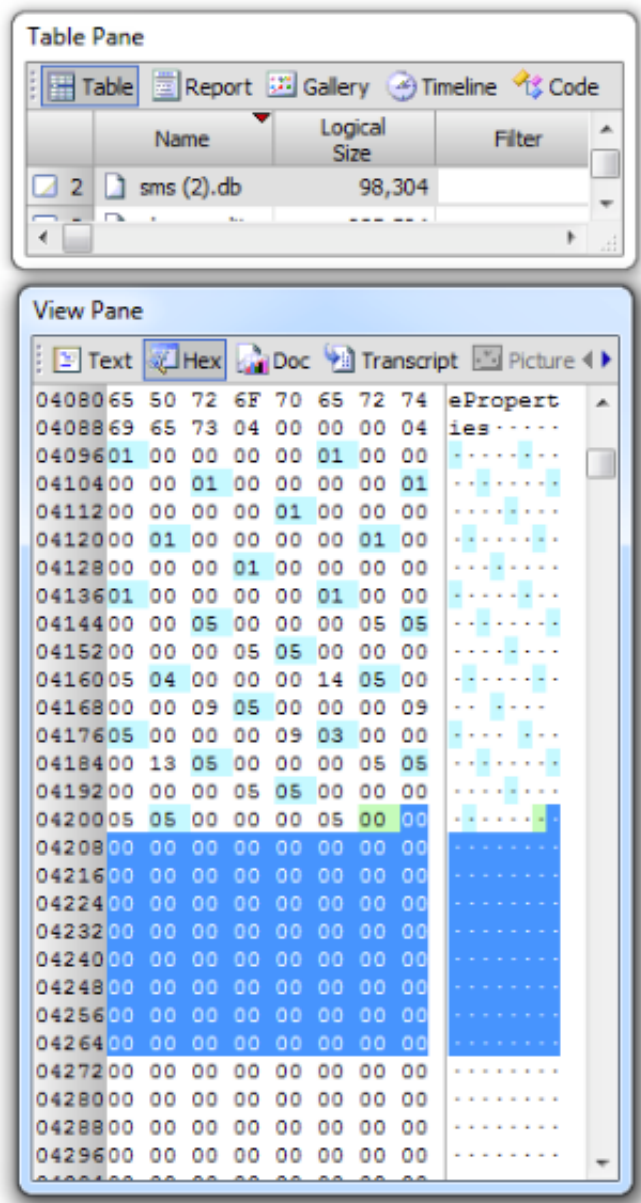 Table Pane
Table Report Gallery Timeline Code
Name Logical Size Filter
2 sms (2).db 98,304
View Pane
Text Hex Doc Transcript Picture
04080 65 50 72 6F 70 65 72 74 ePropert
04088 69 65 73 04 00 00 00 04 ies·····
04096 01 00 00 00 00 01 00 00 ········
04104 00 00 01 00 00 00 00 01 ········
04112 00 00 00 00 01 00 00 00 ········
04120 00 01 00 00 00 00 01 00 ········
04128 00 00 00 01 00 00 00 00 ········
04136 01 00 00 00 00 01 00 00 ········
04144 00 00 05 00 00 00 05 05 ········
04152 00 00 00 05 05 00 00 00 ········
04160 05 04 00 00 00 14 05 00 ········
04168 00 00 09 05 00 00 00 09 ·· ····
04176 05 00 00 00 09 03 00 00 ···· ···
04184 00 13 05 00 00 00 05 05 ········
04192 00 00 00 05 05 00 00 00 ········
04200 05 05 00 00 00 05 00 00 ········
04208 00 00 00 00 00 00 00 00 ········
04216 00 00 00 00 00 00 00 00 ········
04224 00 00 00 00 00 00 00 00 ········
04232 00 00 00 00 00 00 00 00 ········
04240 00 00 00 00 00 00 00 00 ········
04248 00 00 00 00 00 00 00 00 ········
04256 00 00 00 00 00 00 00 00 ········
04264 00 00 00 00 00 00 00 00 ········
04272 00 00 00 00 00 00 00 00 ········
04280 00 00 00 00 00 00 00 00 ········
04288 00 00 00 00 00 00 00 00 ········
04296 00 00 00 00 00 00 00 00 ········